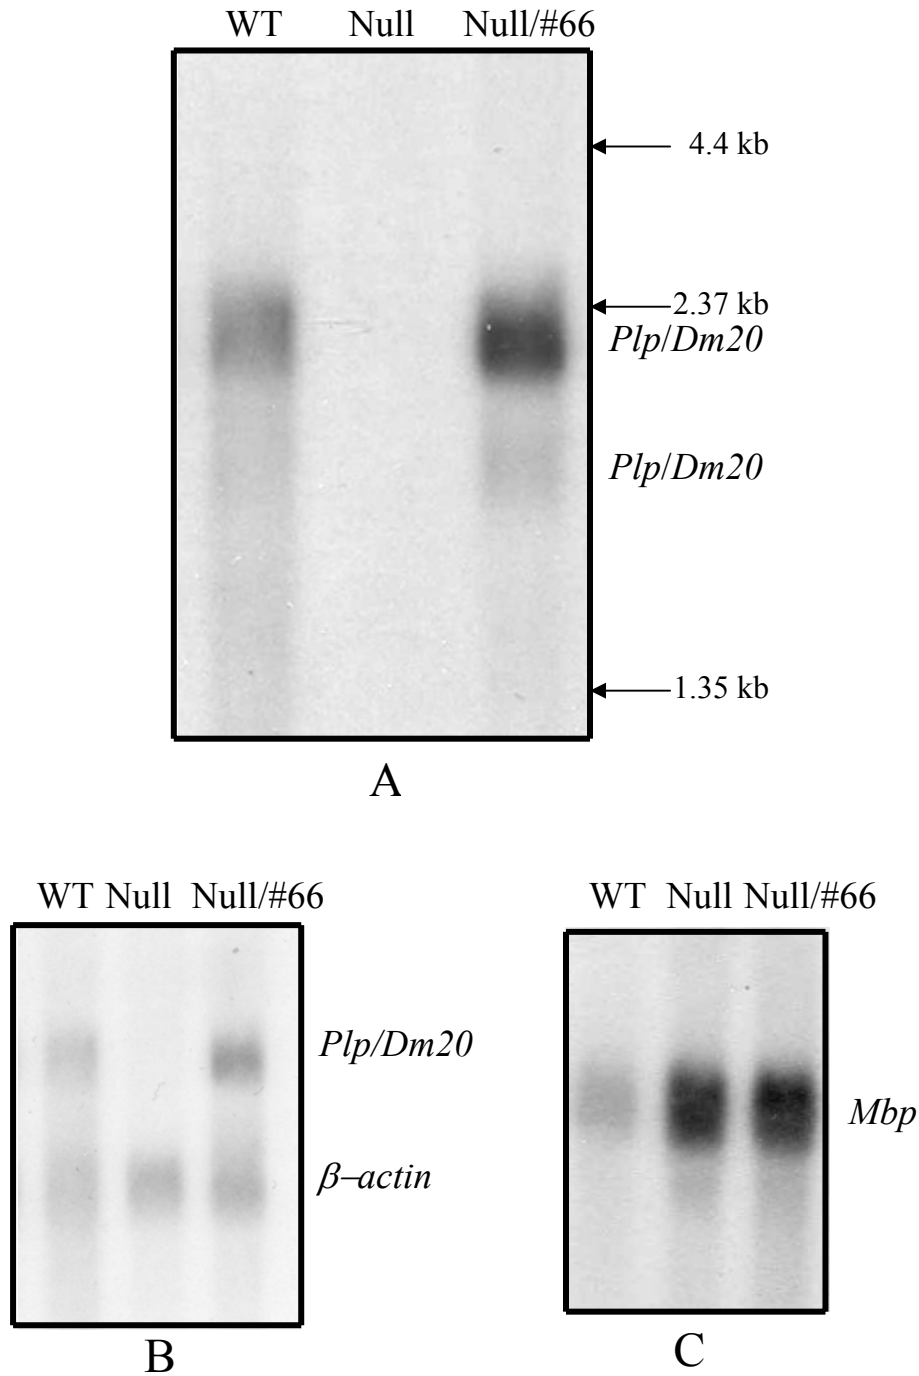 WT Null Null/#66
4.4 kb
2.37 kb
Plp/Dm20
Plp/Dm20
1.35 kb
A
WT Null Null/#66
Plp/Dm20
β–actin
B
WT Null Null/#66
Mbp
C